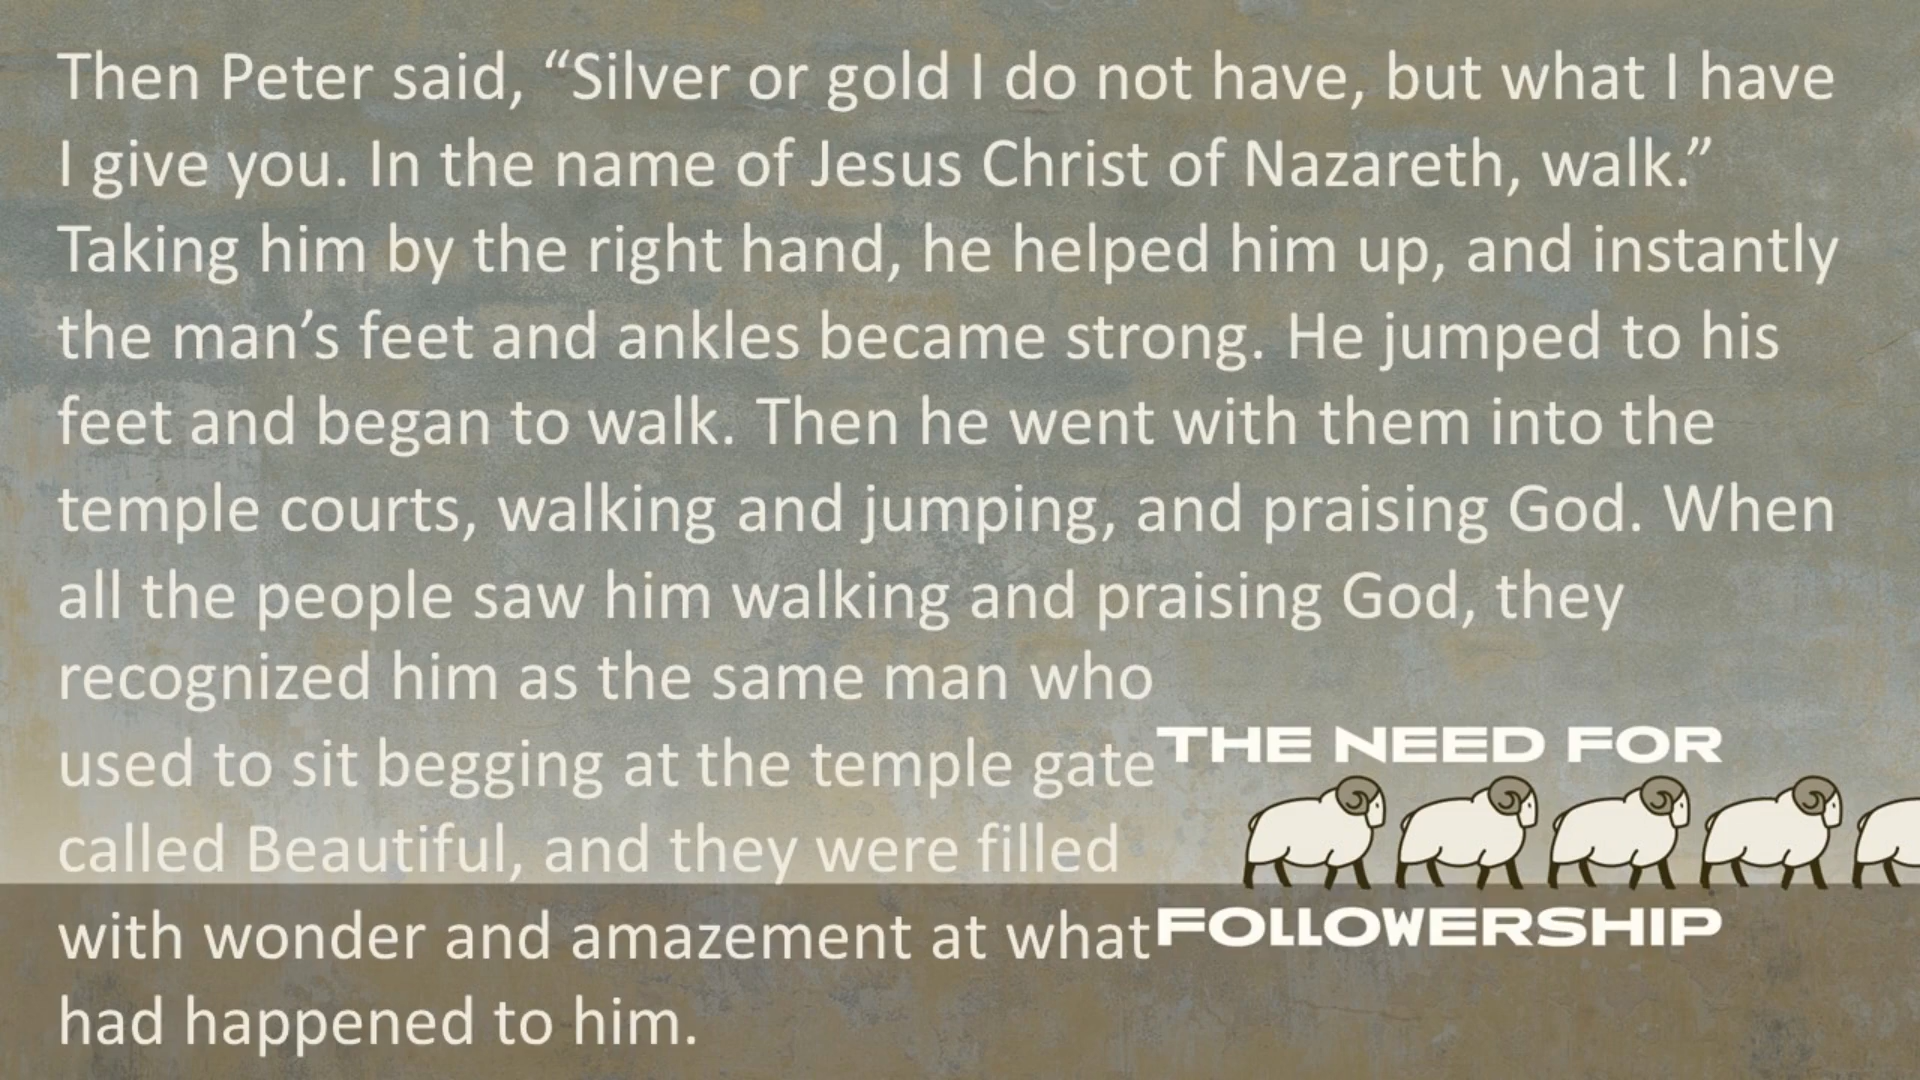 Then Peter said, “Silver or gold I do not have, but what I have
I give you. In the name of Jesus Christ of Nazareth, walk.”
Taking him by the right hand, he helped him up, and instantly
the man’s feet and ankles became strong. He jumped to his
feet and began to walk. Then he went with them into the
temple courts, walking and jumping, and praising God. When
all the people saw him walking and praising God, they
recognized him as the same man who
used to sit begging at the temple gate
called Beautiful, and they were filled
with wonder and amazement at what
had happened to him.
THE NEED FOR
FOLLOWERSHIP